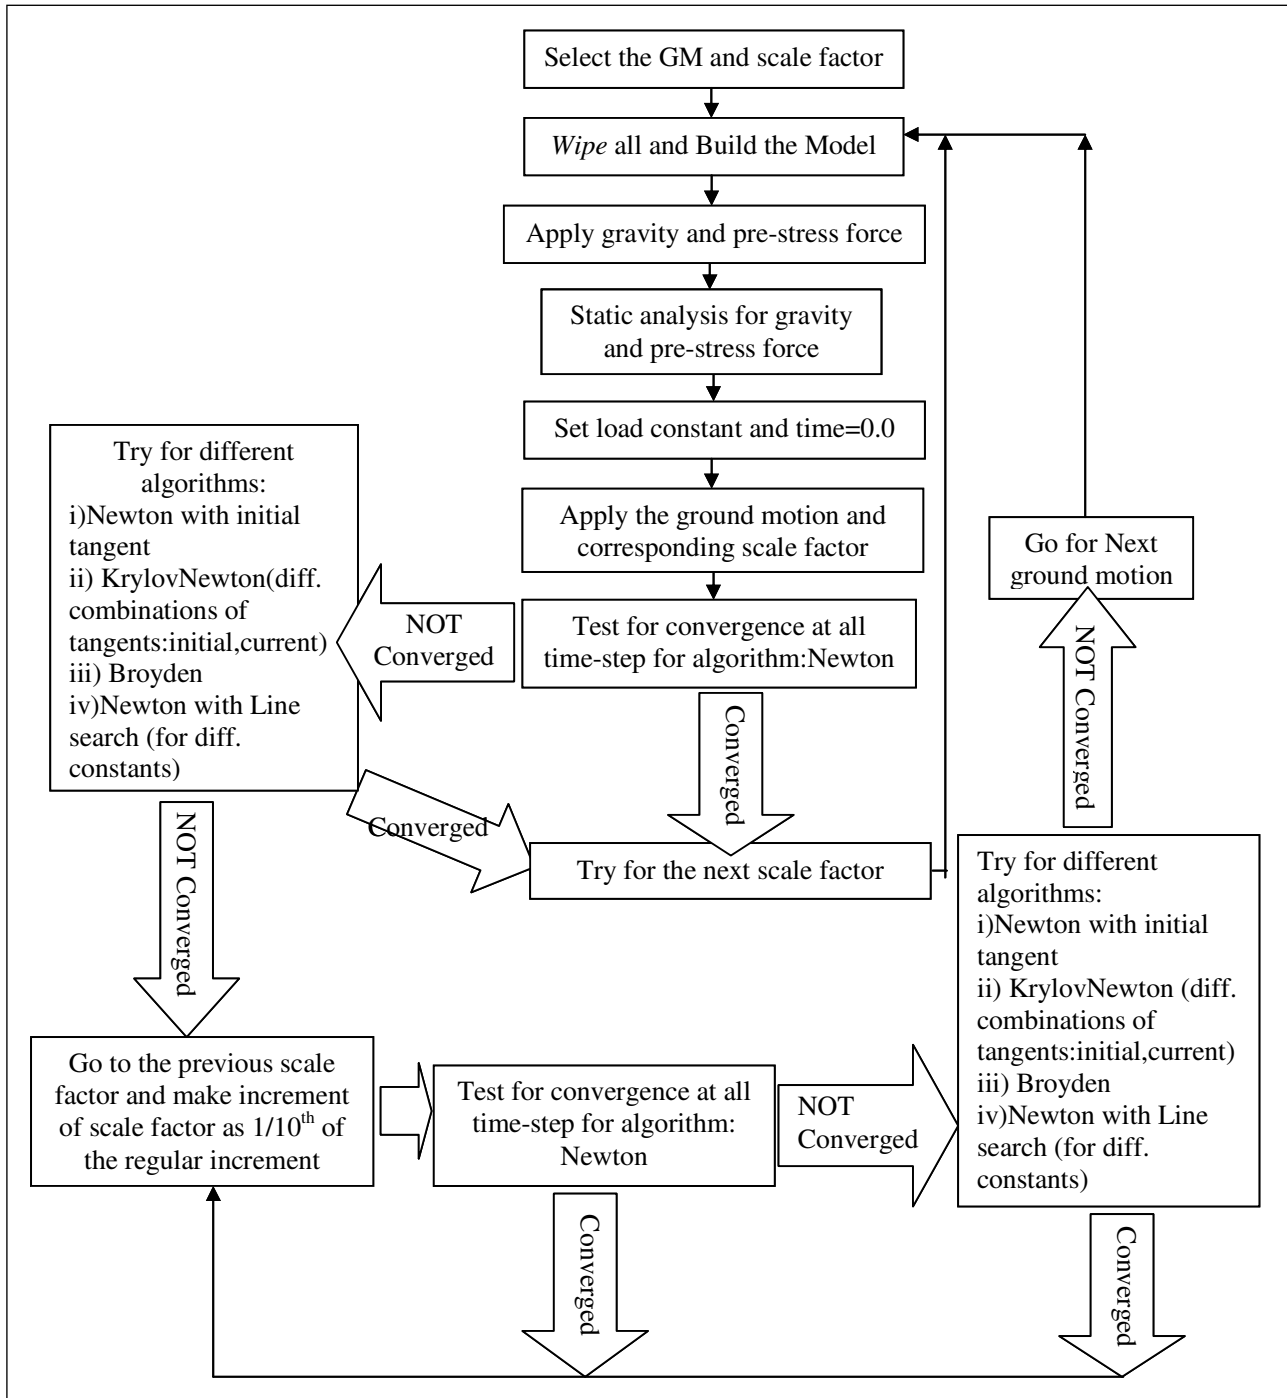 Select the GM and scale factor
Wipe all and Build the Model
Apply gravity and pre-stress force
Static analysis for gravity
and pre-stress force
Set load constant and time=0.0
Apply the ground motion and
corresponding scale factor
Test for convergence at all
time-step for algorithm:Newton
NOT
Converged
Try for different
algorithms:
i)Newton with initial
tangent
ii) KrylovNewton(diff.
combinations of
tangents:initial,current)
iii) Broyden
iv)Newton with Line
search (for diff.
constants)
Converged
Converged
Try for the next scale factor
NOT Converged
Go to the previous scale
factor and make increment
of scale factor as 1/10th of
the regular increment
Test for convergence at all
time-step for algorithm:
Newton
Converged
NOT
Converged
Try for different
algorithms:
i)Newton with initial
tangent
ii) KrylovNewton (diff.
combinations of
tangents:initial,current)
iii) Broyden
iv)Newton with Line
search (for diff.
constants)
Converged
NOT Converged
Go for Next
ground motion